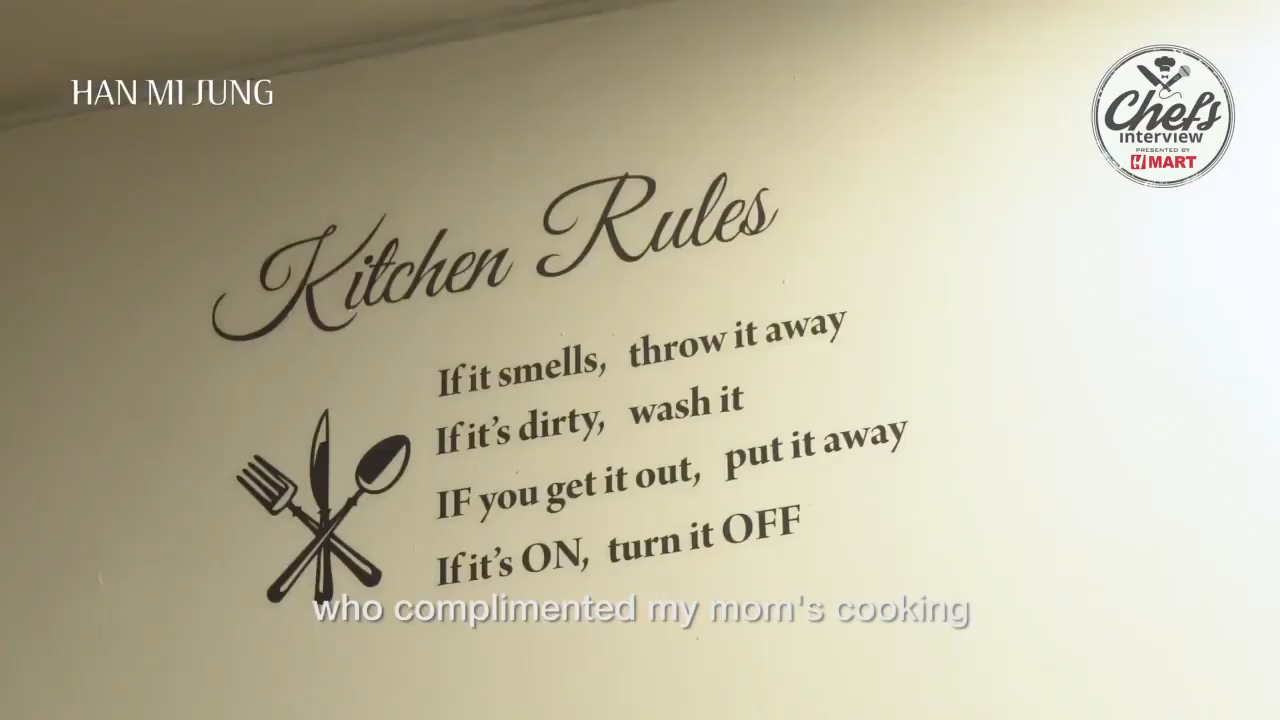 HAN MI JUNG
Chefs
interview
PRESENTED BY
H MART
Kitchen Rules
If it smells, throw it away
If it's dirty, wash it
IF you get it out, put it away
If it's ON, turn it OFF
who complimented my mom's cooking